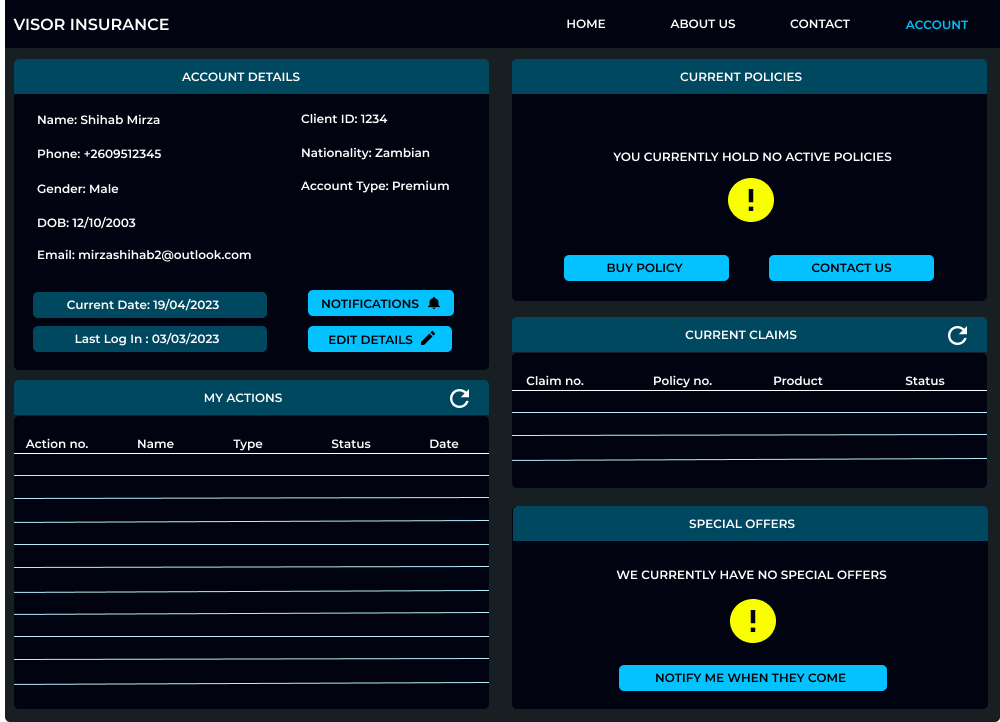 VISOR INSURANCE
HOME ABOUT US CONTACT ACCOUNT
ACCOUNT DETAILS
Name: Shihab Mirza
Client ID: 1234
Phone: +2609512345
Nationality: Zambian
Gender: Male
Account Type: Premium
DOB: 12/10/2003
Email: mirzashihab2@outlook.com
Current Date: 19/04/2023
NOTIFICATIONS
Last Log In : 03/03/2023
EDIT DETAILS
MY ACTIONS
Action no. Name Type Status Date
CURRENT POLICIES
YOU CURRENTLY HOLD NO ACTIVE POLICIES
!
BUY POLICY CONTACT US
CURRENT CLAIMS
Claim no. Policy no. Product Status
SPECIAL OFFERS
WE CURRENTLY HAVE NO SPECIAL OFFERS
!
NOTIFY ME WHEN THEY COME